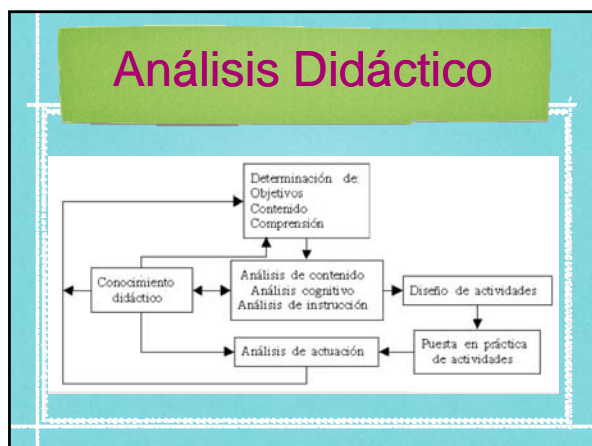 Análisis Didáctico
Determinación de:
Objetivos
Contenido
Comprensión
Conocimiento
didáctico
Análisis de contenido
Análisis cognitivo
Análisis de instrucción
Diseño de actividades
Análisis de actuación
Puesta en práctica
de actividades